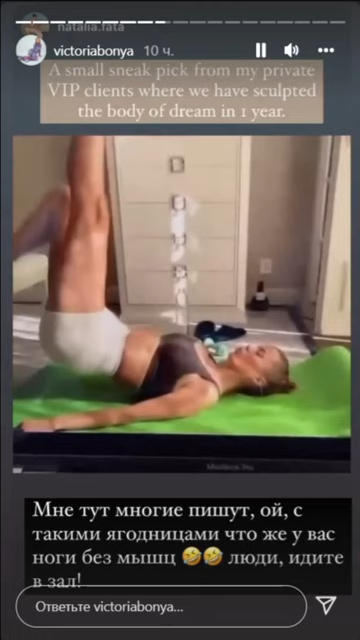 natalia.fata
victoriabonya 10 ч.
A small sneak pick from my private
VIP clients where we have sculpted
the body of dream in 1 year.
Мне тут многие пишут, ой, с
такими ягодницами что же у вас
ноги без мышц 🤣🤣 люди, идите
в зал!
Ответьте victoriabonya...